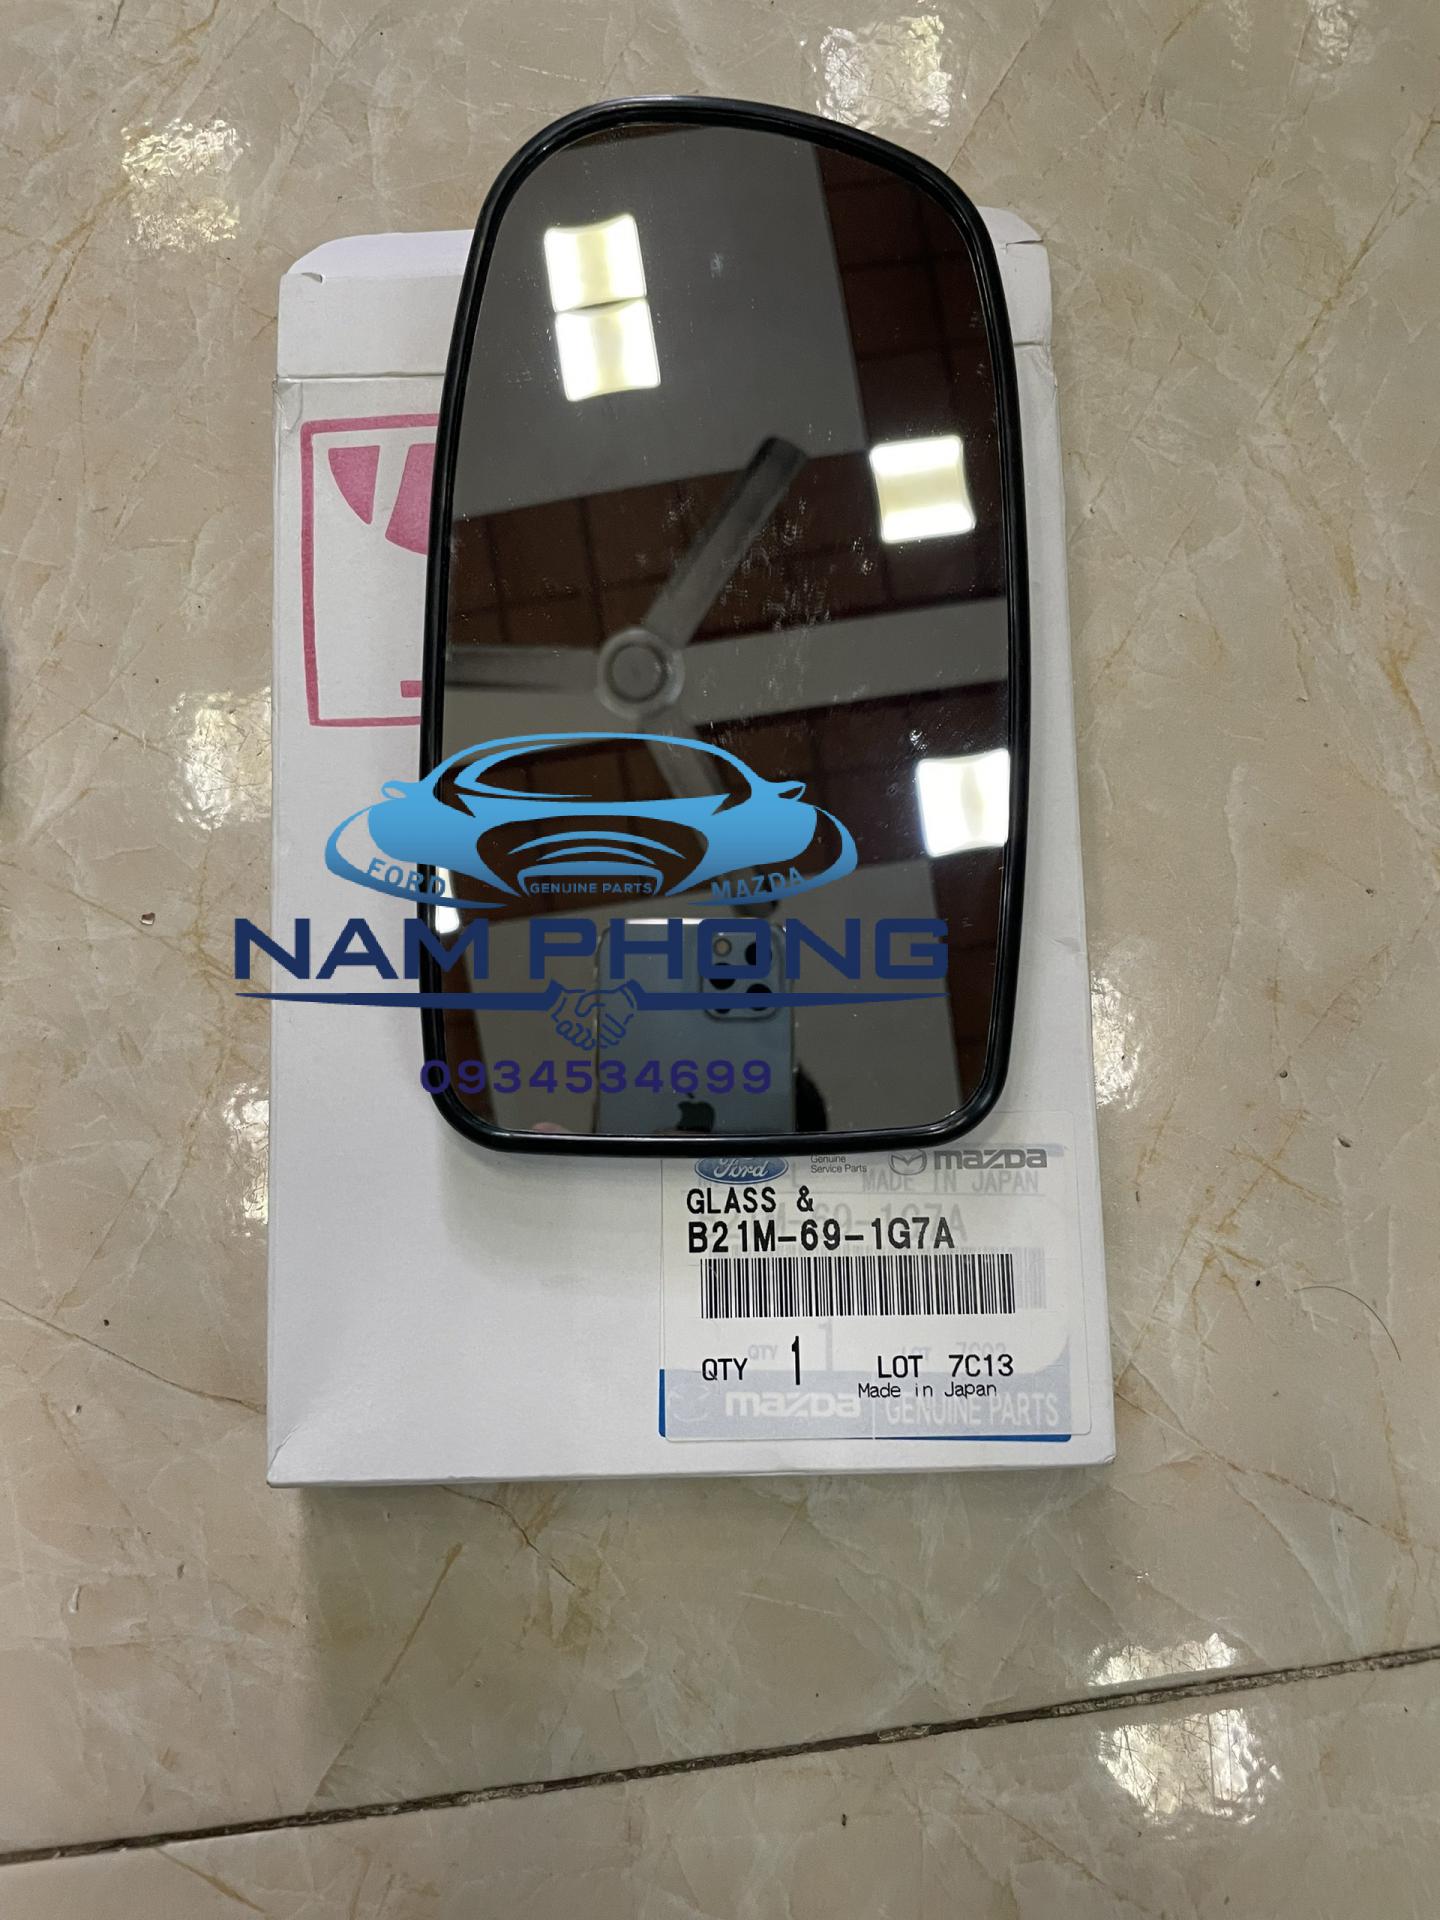 FORD
GENUINE PARTS
MAZDA
NAM PHONG
0934534699
Ford
Genuine
Service Parts
mazda
MADE IN JAPAN
GLASS &
B21M-69-1G7A
QTY 1 LOT 7C13
Made in Japan
mazda GENUINE PARTS